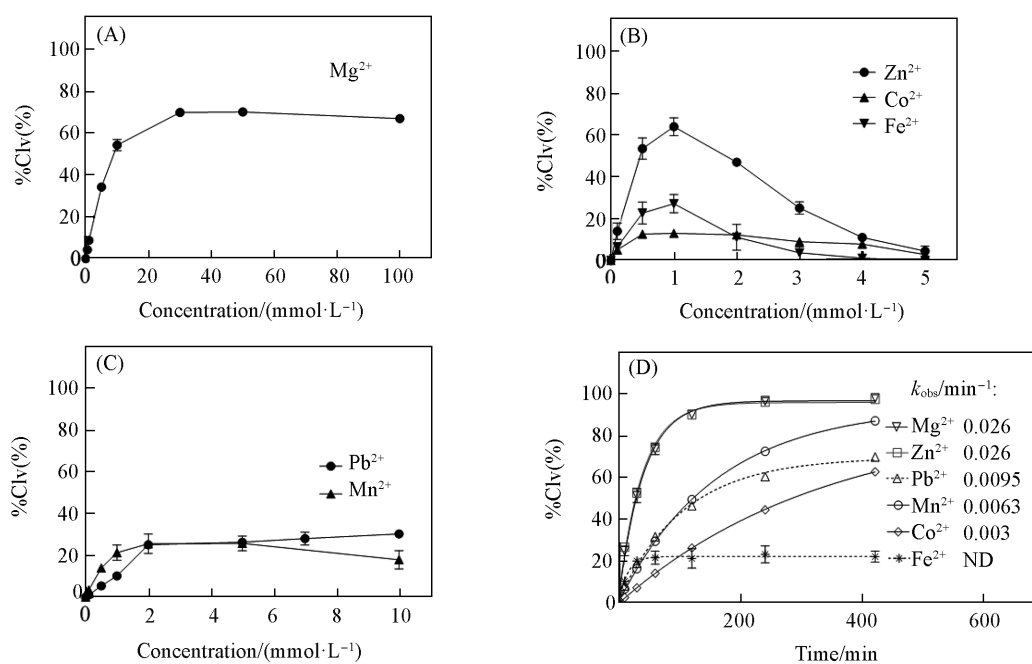 (A)
Mg²⁺
100
80
60
40
20
0
0 20 40 60 80 100
%Clv(%)
Concentration/(mmol·L⁻¹)
(B)
Zn²⁺
Co²⁺
Fe²⁺
100
80
60
40
20
0
0 1 2 3 4 5
%Clv(%)
Concentration/(mmol·L⁻¹)
(C)
Pb²⁺
Mn²⁺
100
80
60
40
20
0
0 2 4 6 8 10
%Clv(%)
Concentration/(mmol·L⁻¹)
(D)
kobs/min⁻¹:
Mg²⁺ 0.026
Zn²⁺ 0.026
Pb²⁺ 0.0095
Mn²⁺ 0.0063
Co²⁺ 0.003
Fe²⁺ ND
100
80
60
40
20
0
200 400 600
%Clv(%)
Time/min